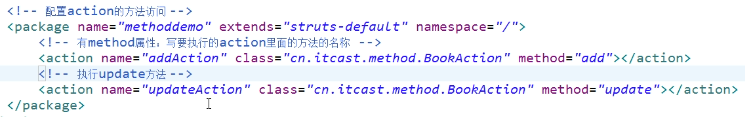 <!-- 配置action的方法访问 -->
<package name="methoddemo" extends="struts-default" namespace="/">
<!-- 有method属性：写要执行的action里面的方法的名称 -->
<action name="addAction" class="cn.itcast.method.BookAction" method="add"></action>
<!-- 执行update方法 -->
<action name="updateAction" class="cn.itcast.method.BookAction" method="update"></action>
</package>